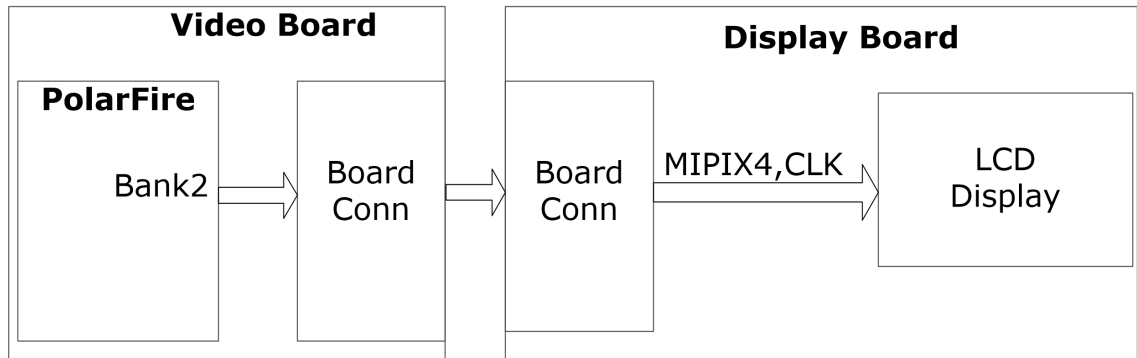 Video Board
PolarFire
Bank2
Board
Conn
Display Board
Board
Conn
MIPIX4,CLK
LCD
Display